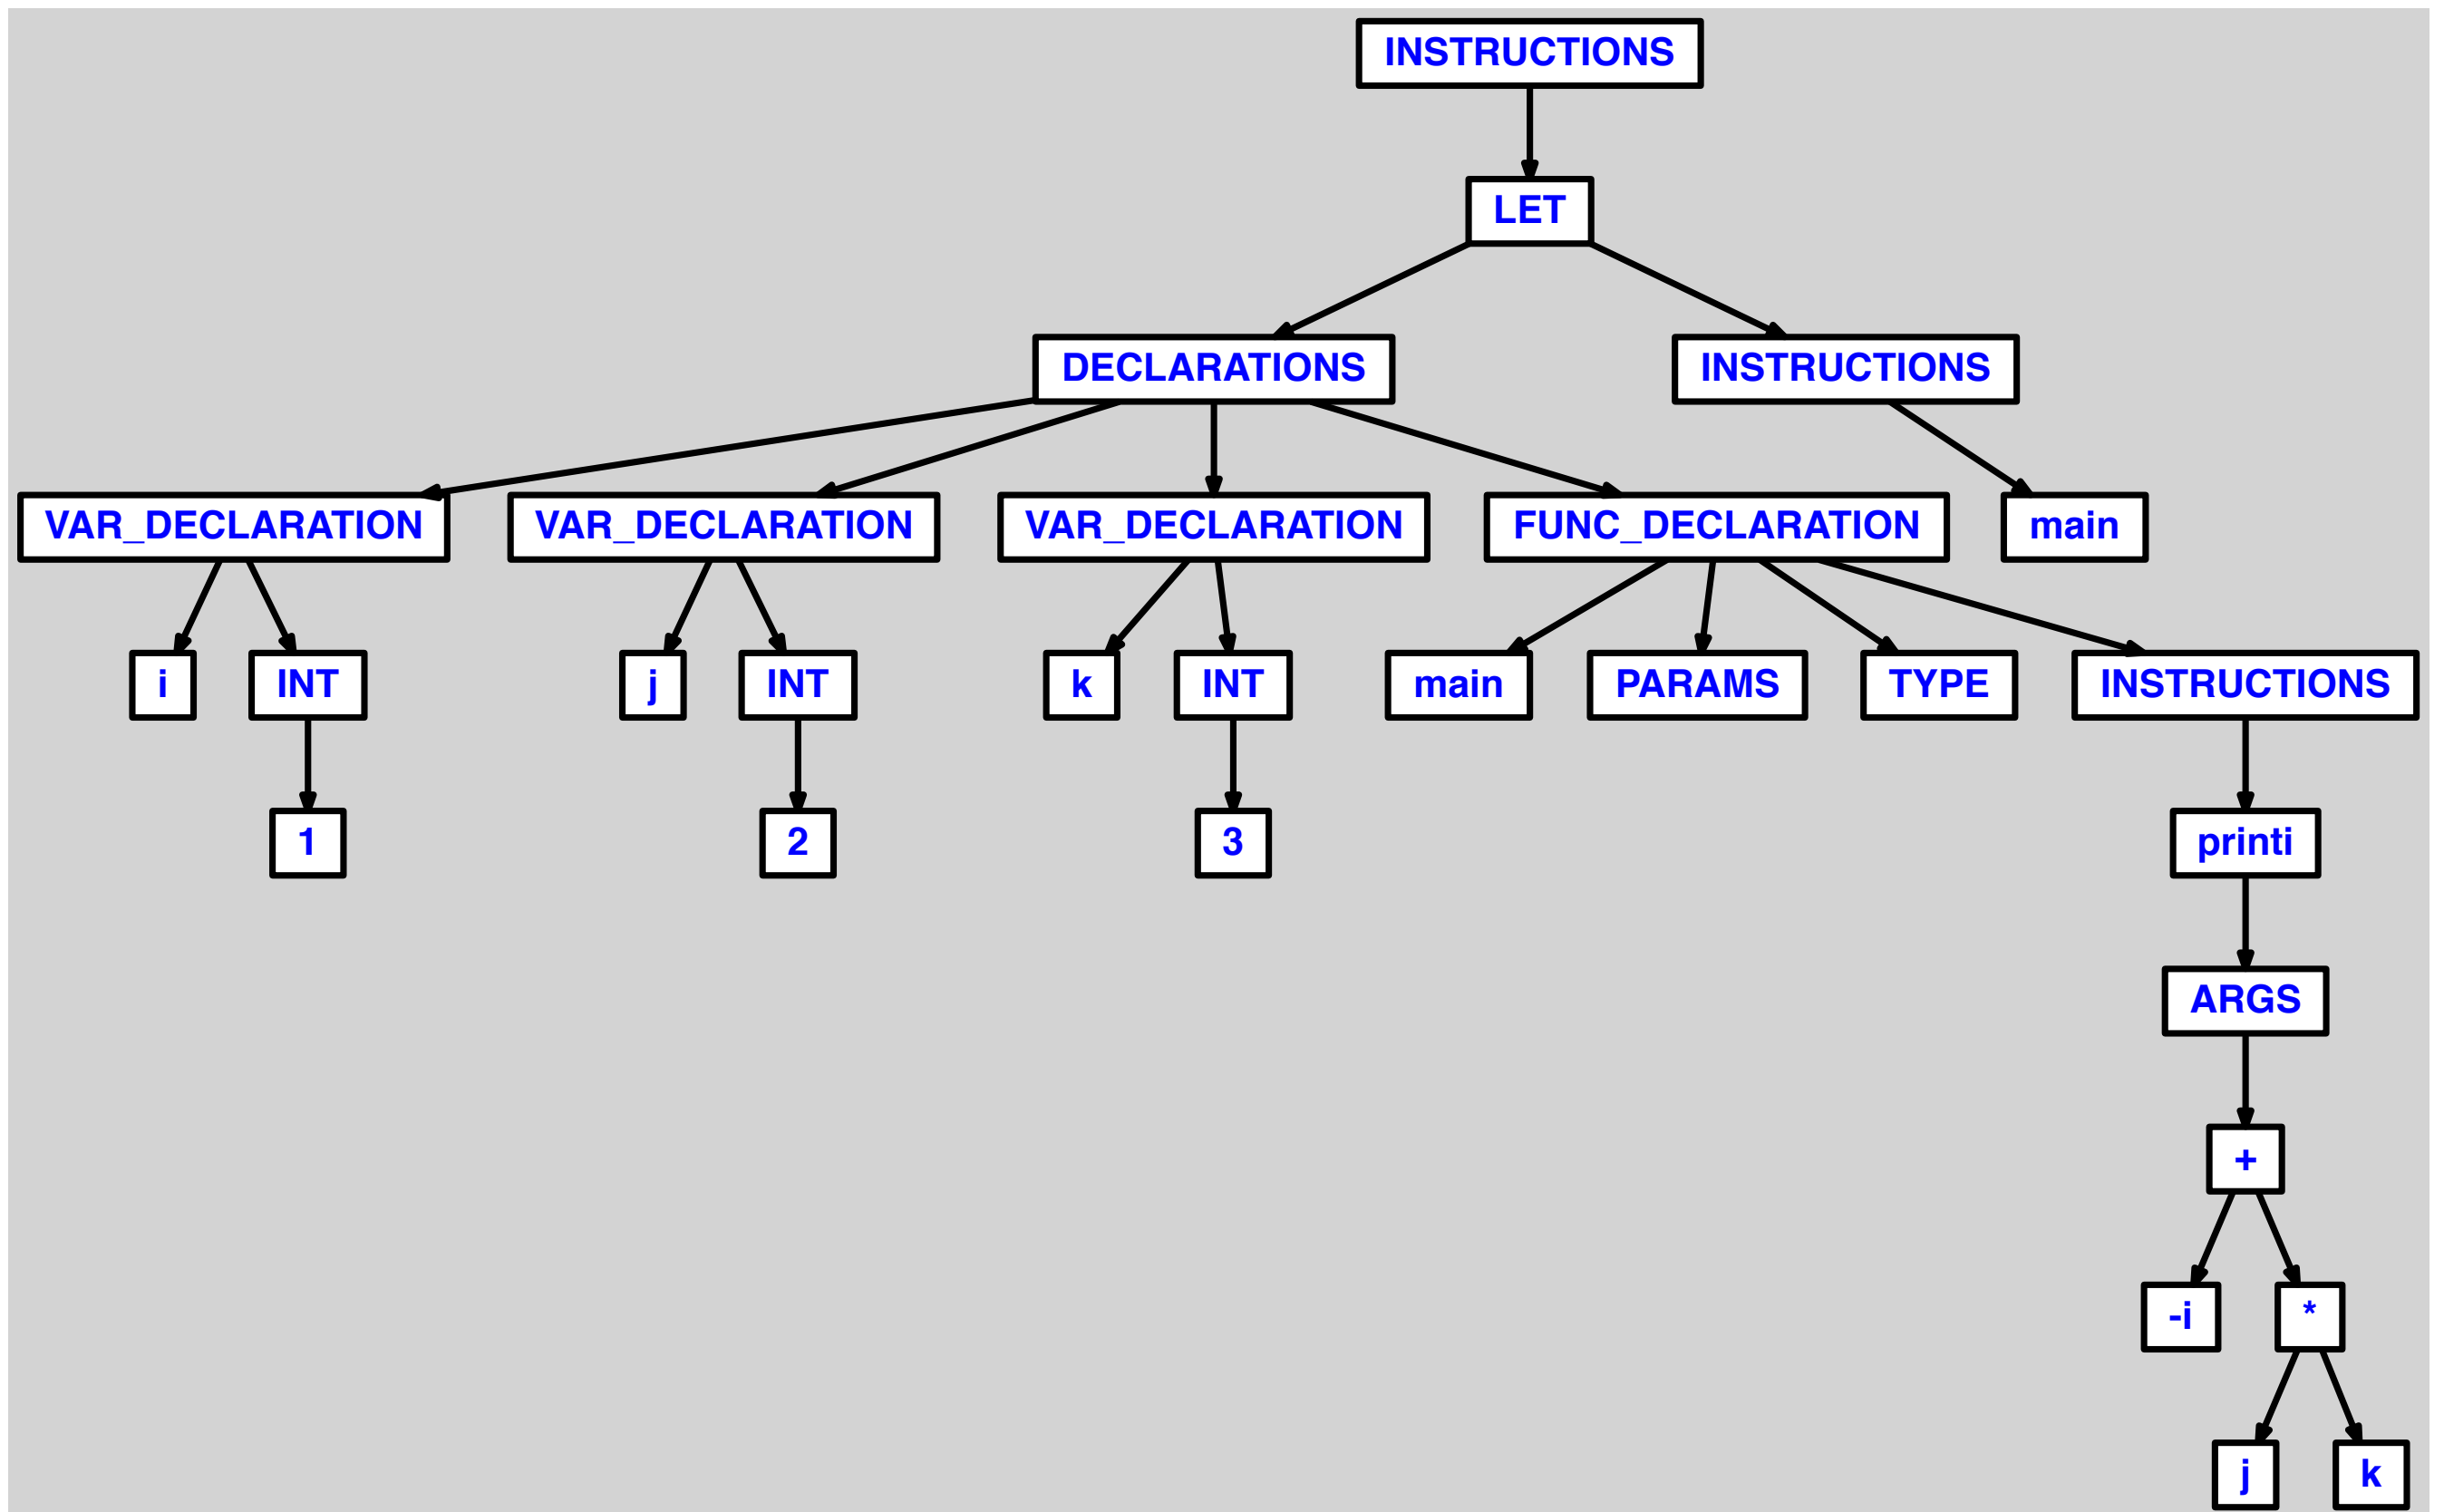 INSTRUCTIONS
LET
DECLARATIONS
INSTRUCTIONS
VAR_DECLARATION
VAR_DECLARATION
VAR_DECLARATION
FUNC_DECLARATION
main
i
INT
j
INT
k
INT
main
PARAMS
TYPE
INSTRUCTIONS
1
2
3
printi
ARGS
+
-i
*
j
k